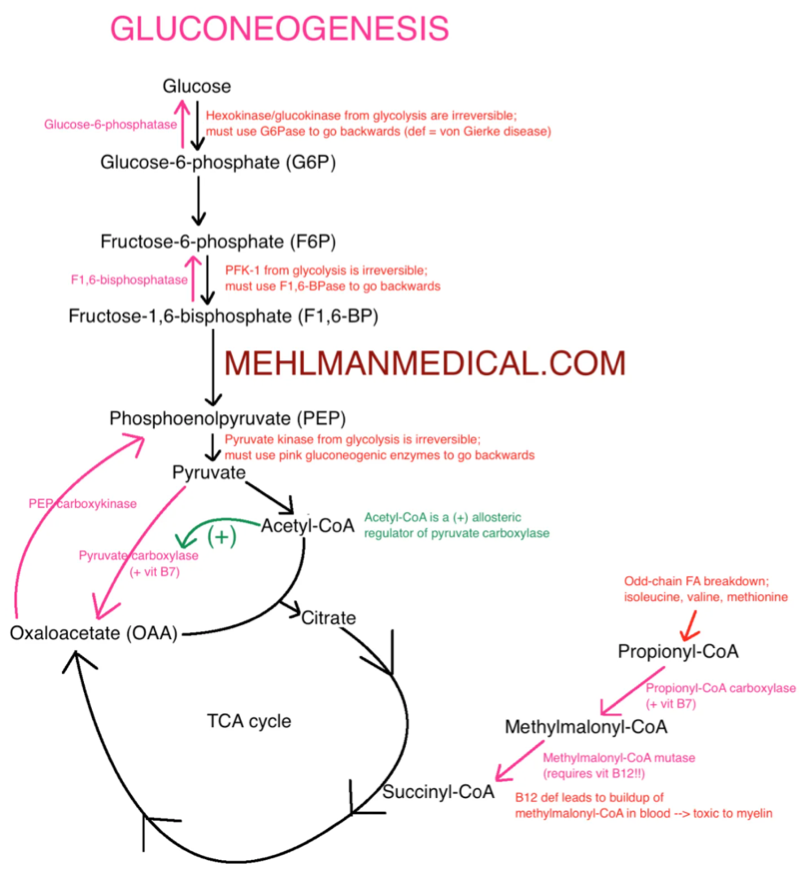 GLUCONEOGENESIS
Glucose
Glucose-6-phosphatase
Hexokinase/glucokinase from glycolysis are irreversible;
must use G6Pase to go backwards (def = von Gierke disease)
Glucose-6-phosphate (G6P)
Fructose-6-phosphate (F6P)
F1,6-bisphosphatase
PFK-1 from glycolysis is irreversible;
must use F1,6-BPase to go backwards
Fructose-1,6-bisphosphate (F1,6-BP)
MEHLMANMEDICAL.COM
Phosphoenolpyruvate (PEP)
Pyruvate kinase from glycolysis is irreversible;
must use pink gluconeogenic enzymes to go backwards
Pyruvate
PEP carboxykinase
Acetyl-CoA
(+)
Acetyl-CoA is a (+) allosteric
regulator of pyruvate carboxylase
Pyruvate carboxylase
(+ vit B7)
Oxaloacetate (OAA)
Citrate
TCA cycle
Odd-chain FA breakdown;
isoleucine, valine, methionine
Propionyl-CoA
Propionyl-CoA carboxylase
(+ vit B7)
Methylmalonyl-CoA
Methylmalonyl-CoA mutase
(requires vit B12!!)
Succinyl-CoA
B12 def leads to buildup of
methylmalonyl-CoA in blood --> toxic to myelin